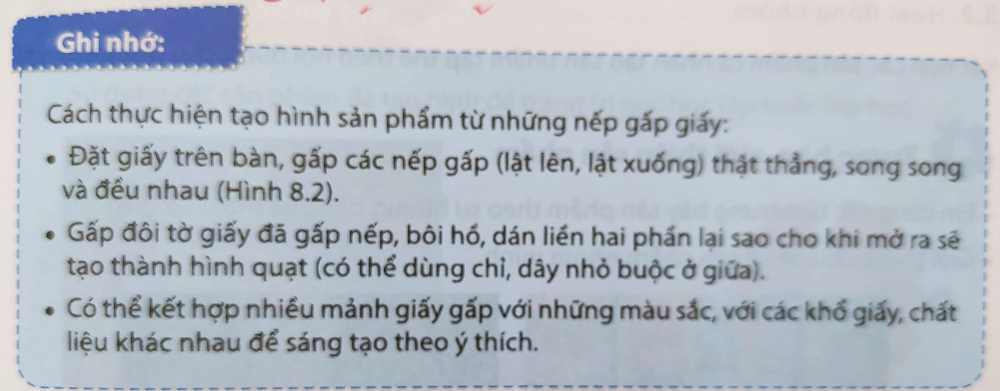 Ghi nhớ:
Cách thực hiện tạo hình sản phẩm từ những nếp gấp giấy:
• Đặt giấy trên bàn, gấp các nếp gấp (lật lên, lật xuống) thật thẳng, song song
và đều nhau (Hình 8.2).
• Gấp đôi tờ giấy đã gấp nếp, bôi hồ, dán liền hai phần lại sao cho khi mở ra sẽ
tạo thành hình quạt (có thể dùng chỉ, dây nhỏ buộc ở giữa).
• Có thể kết hợp nhiều mảnh giấy gấp với những màu sắc, với các khổ giấy, chất
liệu khác nhau để sáng tạo theo ý thích.